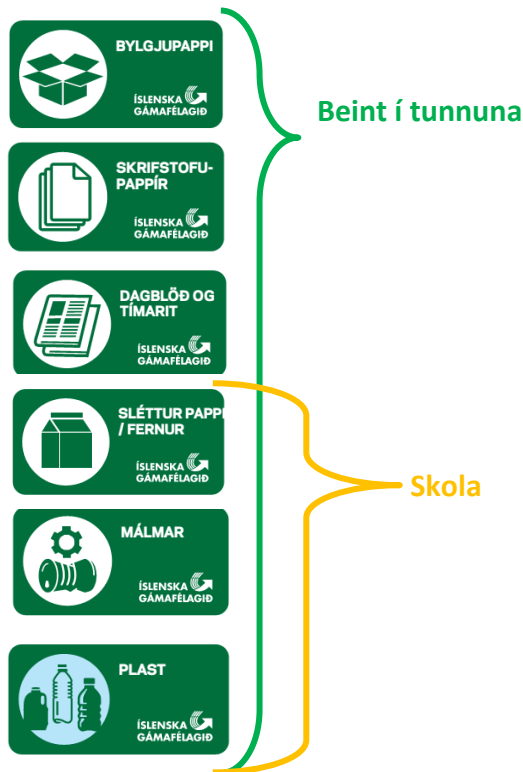 BYLGJUPAPPI
ÍSLENSKA
GÁMAFÉLAGIÐ
Beint í tunnuna
SKRIFSTOFU-
PAPPÍR
ÍSLENSKA
GÁMAFÉLAGIÐ
DAGBLÖÐ OG
TÍMARIT
ÍSLENSKA
GÁMAFÉLAGIÐ
SLÉTTUR PAPPI
/ FERNUR
ÍSLENSKA
GÁMAFÉLAGIÐ
Skola
MÁLMAR
ÍSLENSKA
GÁMAFÉLAGIÐ
PLAST
ÍSLENSKA
GÁMAFÉLAGIÐ